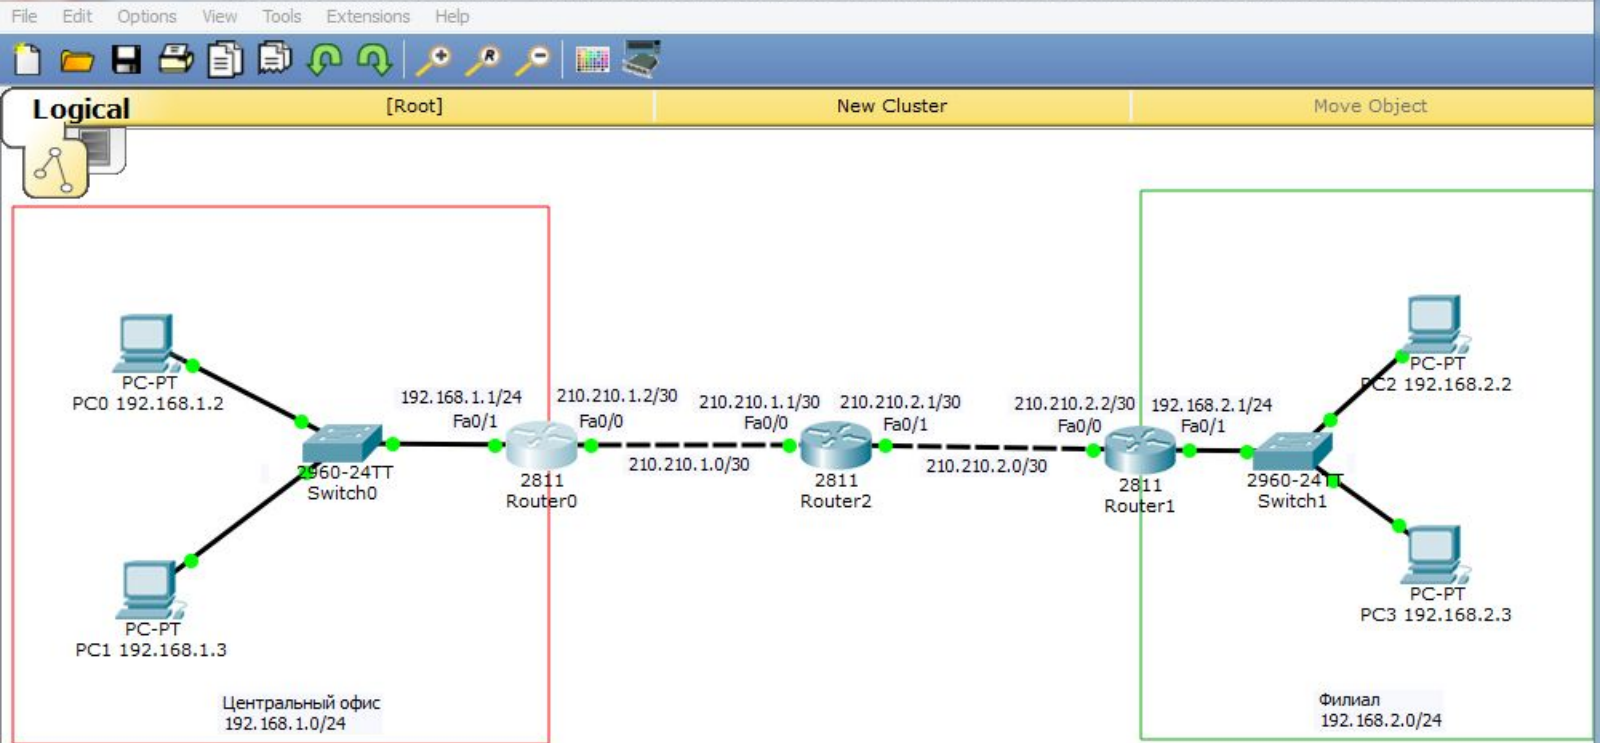 File Edit Options View Tools Extensions Help
Logical [Root] New Cluster Move Object
PC-PT
PC0 192.168.1.2
2960-24TT
Switch0
PC-PT
PC1 192.168.1.3
Центральный офис
192.168.1.0/24
192.168.1.1/24
Fa0/1
210.210.1.2/30
Fa0/0
2811
Router0
210.210.1.0/30
210.210.1.1/30
Fa0/0
210.210.2.1/30
Fa0/1
2811
Router2
210.210.2.0/30
210.210.2.2/30
Fa0/0
192.168.2.1/24
Fa0/1
2811
Router1
2960-24TT
Switch1
PC-PT
PC2 192.168.2.2
PC-PT
PC3 192.168.2.3
Филиал
192.168.2.0/24